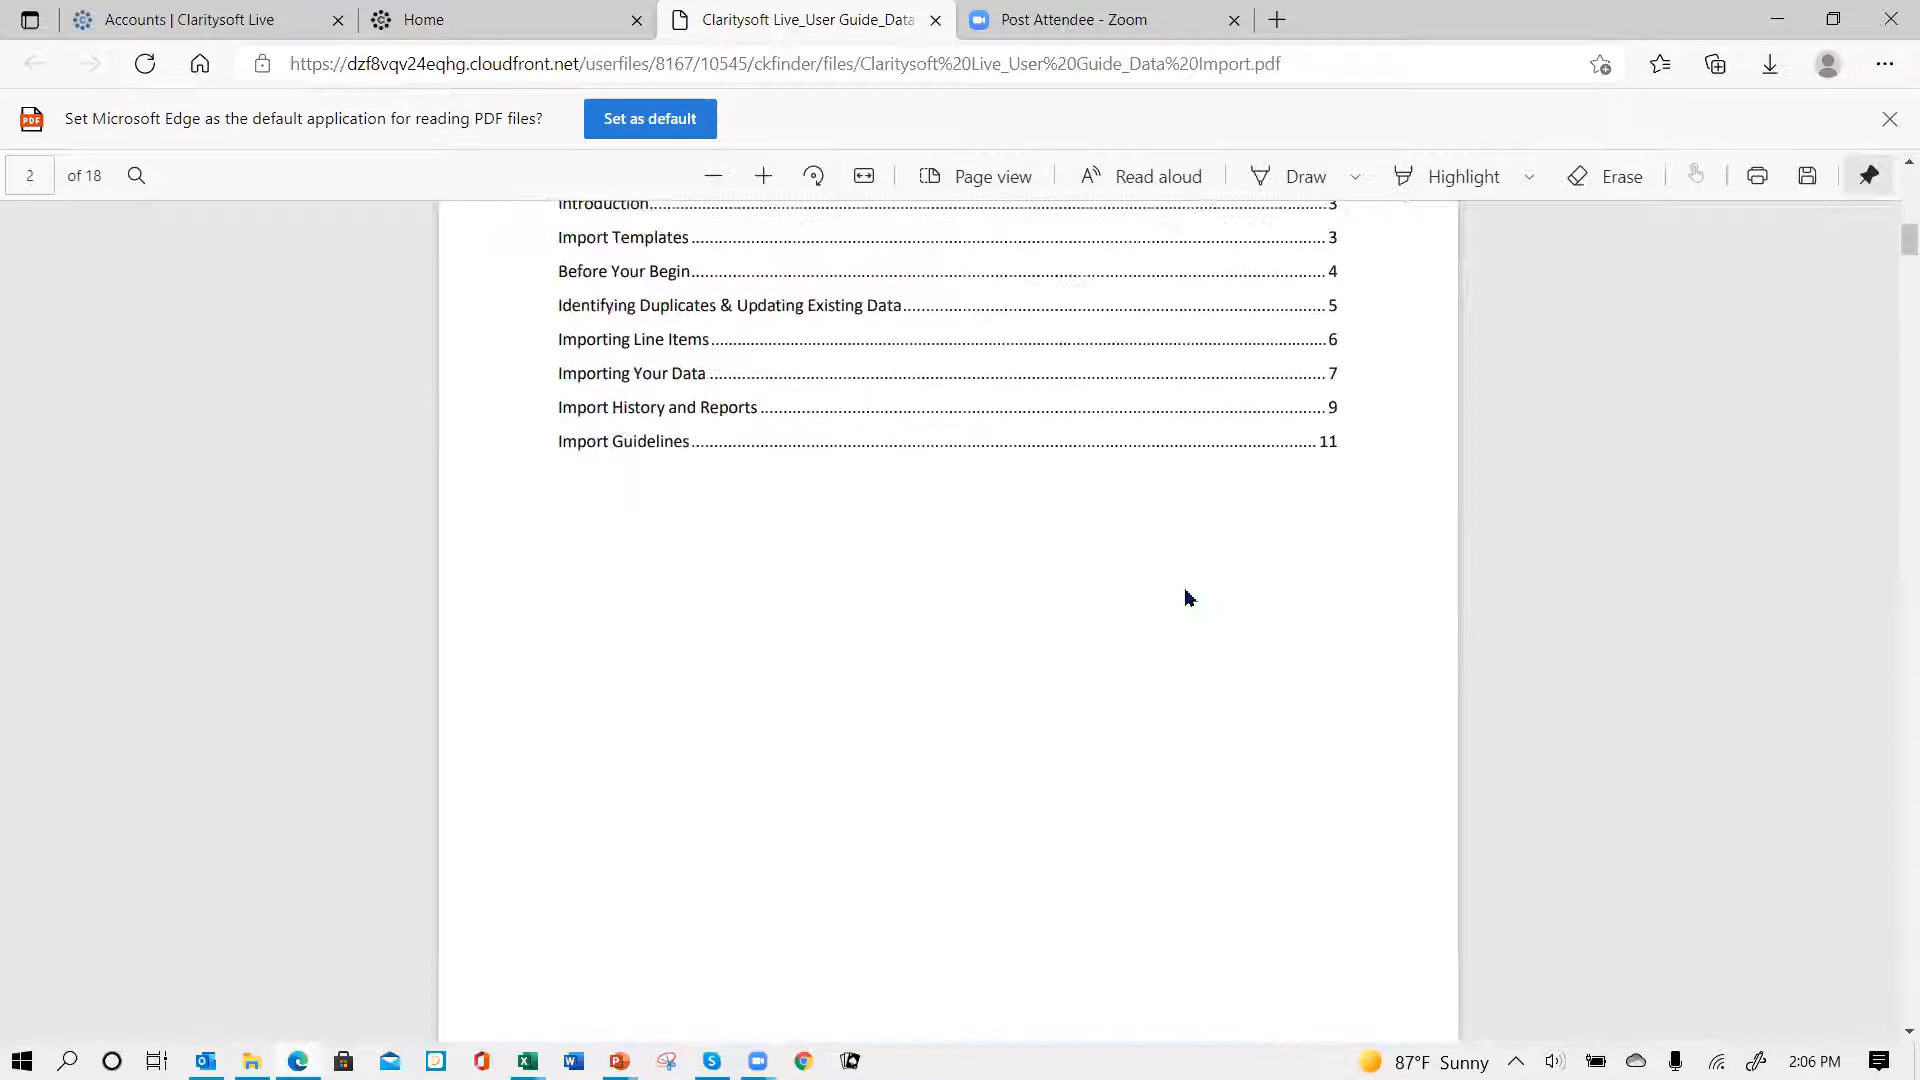 Accounts | Claritysoft Live
Home
Claritysoft Live_User Guide_Data
Post Attendee - Zoom
https://dzf8vqv24eqhg.cloudfront.net/userfiles/8167/10545/ckfinder/files/Claritysoft%20Live_User%20Guide_Data%20Import.pdf
PDF Set Microsoft Edge as the default application for reading PDF files? Set as default
2 of 18 Page view Read aloud Draw Highlight Erase
Introduction 3
Import Templates 3
Before Your Begin 4
Identifying Duplicates & Updating Existing Data 5
Importing Line Items 6
Importing Your Data 7
Import History and Reports 9
Import Guidelines 11
87°F Sunny 2:06 PM